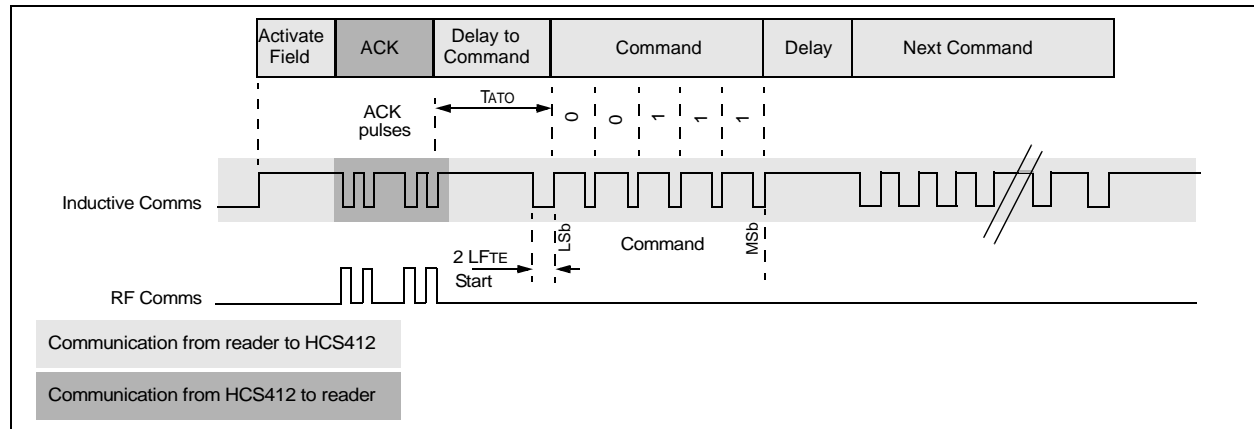 Activate
Field
ACK
Delay to
Command
Command
Delay
Next Command
TATO
ACK
pulses
0 0 1 1 1
Inductive Comms
LSb
Command
MSb
2 LFTE
Start
RF Comms
Communication from reader to HCS412
Communication from HCS412 to reader